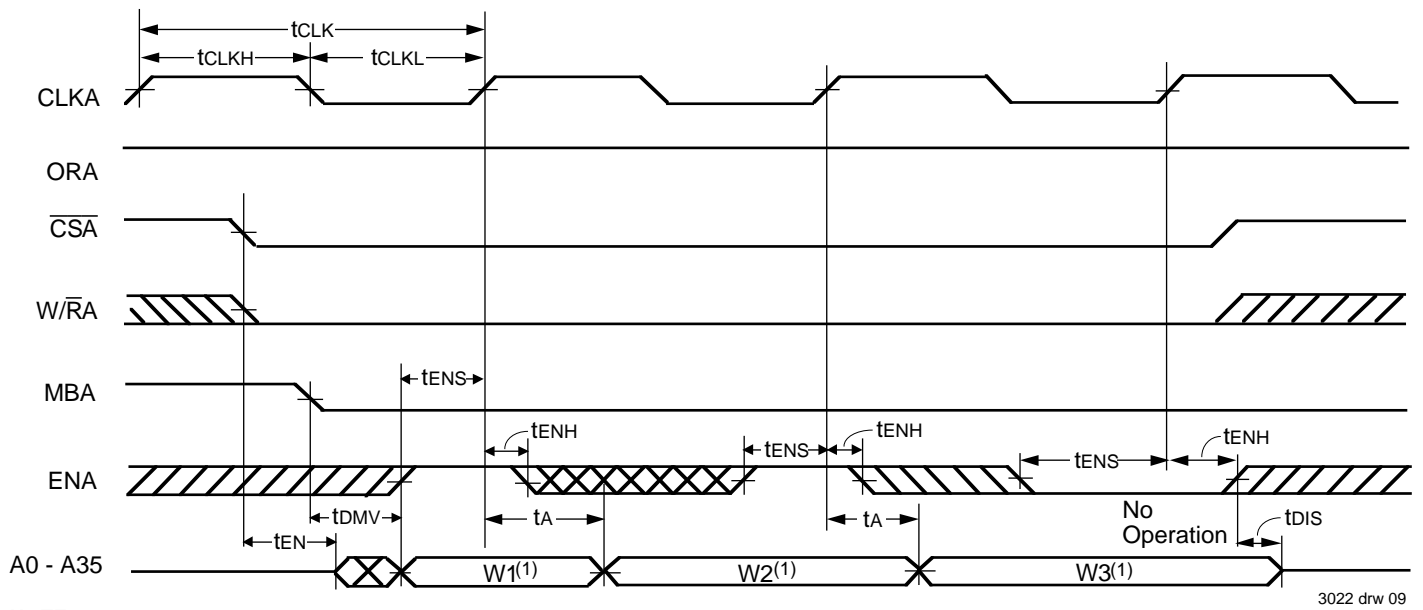 tCLK
tCLKH
tCLKL
CLKA
ORA
CSA
W/RA
MBA
tENS
tENH
tENS
tENH
tENS
tENH
ENA
tDMV
tA
tA
No
Operation
tDIS
tEN
A0 - A35
W1(1)
W2(1)
W3(1)
3022 drw 09